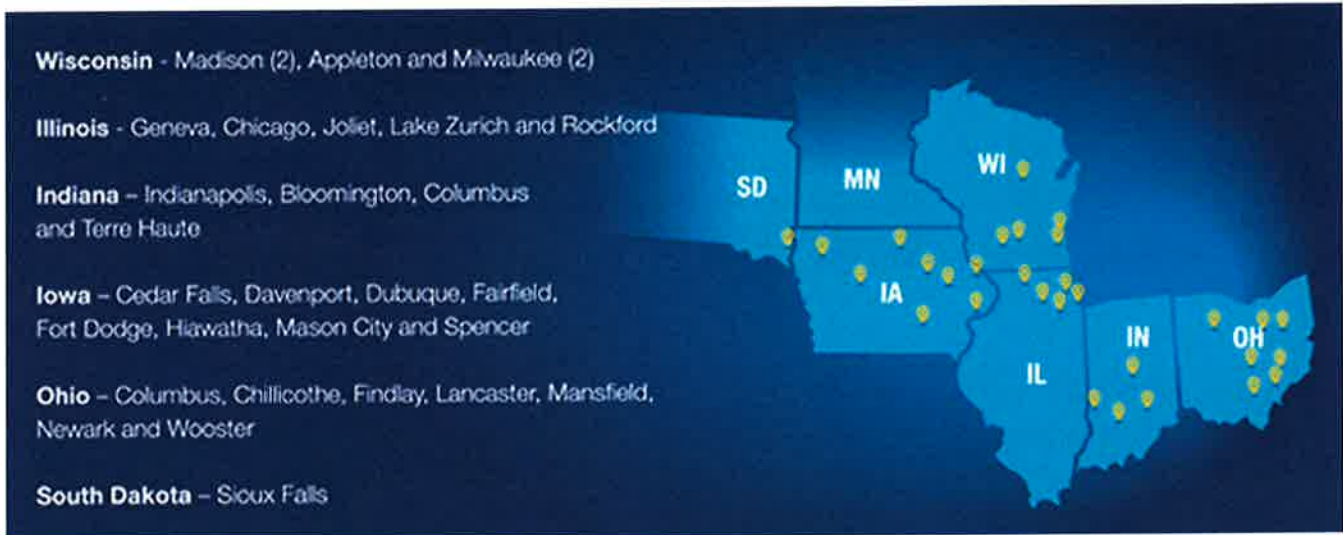 Wisconsin - Madison (2), Appleton and Milwaukee (2)
Illinois - Geneva, Chicago, Joliet, Lake Zurich and Rockford
Indiana – Indianapolis, Bloomington, Columbus
and Terre Haute
Iowa – Cedar Falls, Davenport, Dubuque, Fairfield,
Fort Dodge, Hiawatha, Mason City and Spencer
Ohio – Columbus, Chillicothe, Findlay, Lancaster, Mansfield,
Newark and Wooster
South Dakota – Sioux Falls
SD
MN
WI
IA
IL
IN
OH